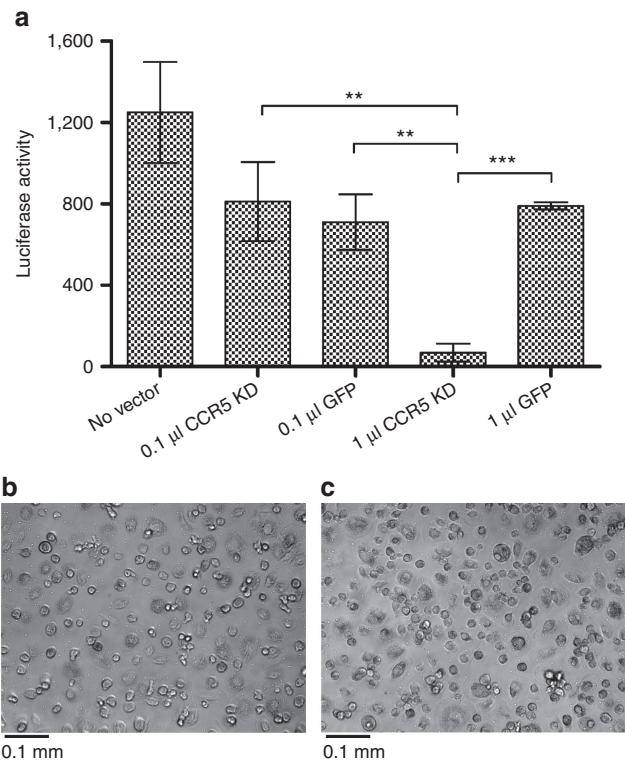 a
1,600
1,200
800
400
0
Luciferase activity
**
**
***
No vector
0.1 µl CCR5 KD
0.1 µl GFP
1 µl CCR5 KD
1 µl GFP
b
c
0.1 mm
0.1 mm